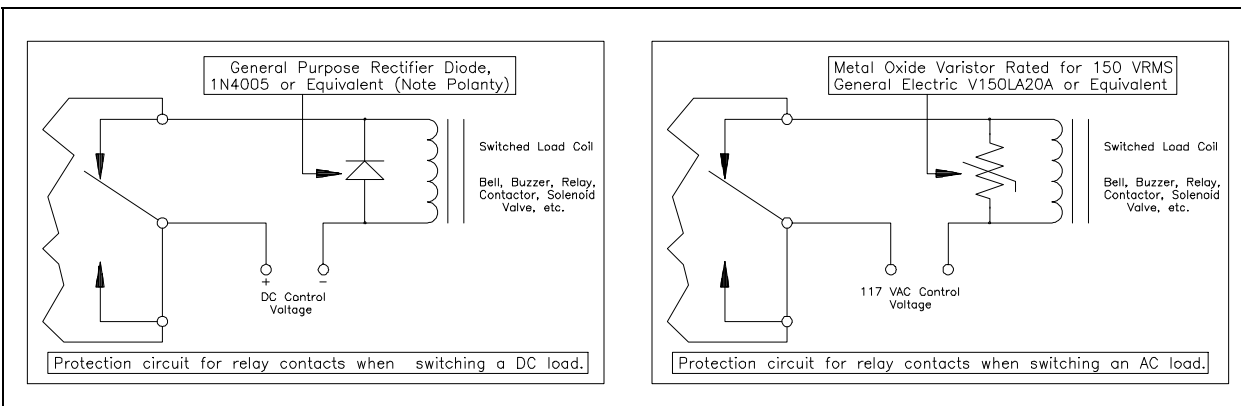 General Purpose Rectifier Diode,
1N4005 or Equivalent (Note Polanty)
Switched Load Coil
Bell, Buzzer, Relay,
Contactor, Solenoid
Valve, etc.
+
−
DC Control
Voltage
Protection circuit for relay contacts when switching a DC load.
Metal Oxide Varistor Rated for 150 VRMS
General Electric V150LA20A or Equivalent
Switched Load Coil
Bell, Buzzer, Relay,
Contactor, Solenoid
Valve, etc.
117 VAC Control
Voltage
Protection circuit for relay contacts when switching an AC load.